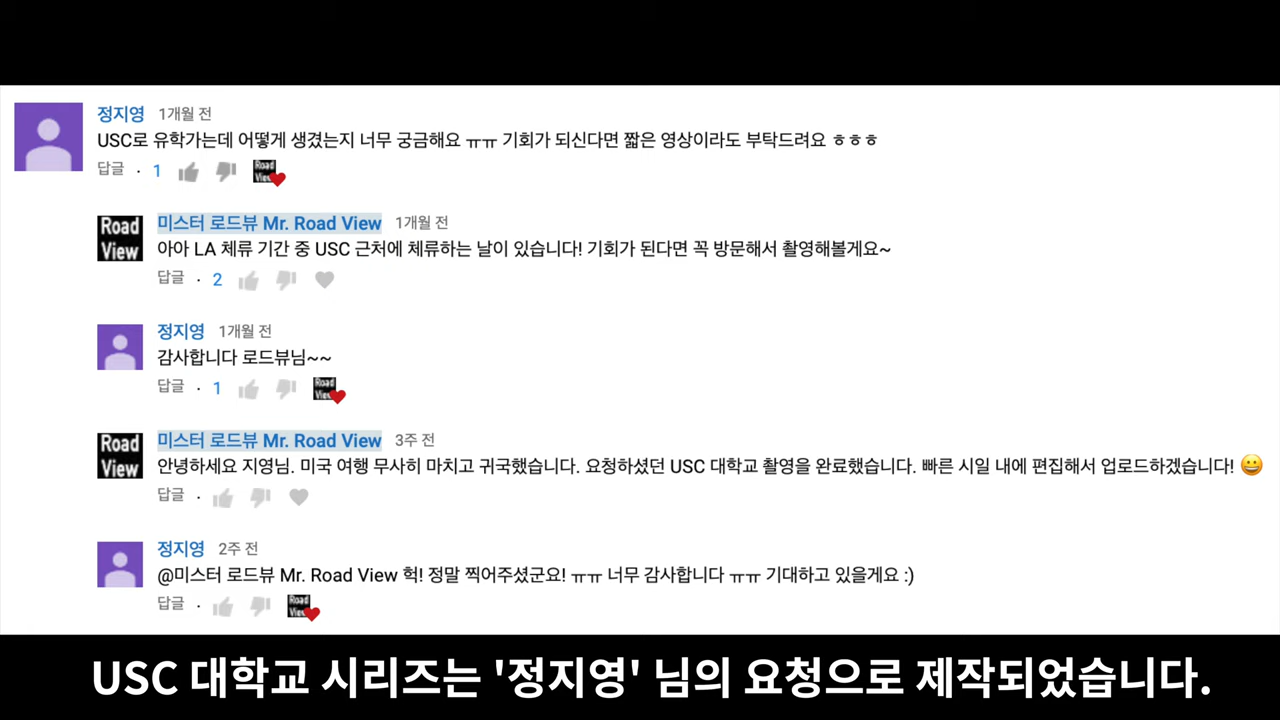 정지영 1개월 전
USC로 유학가는데 어떻게 생겼는지 너무 궁금해요 ㅠㅠ 기회가 되신다면 짧은 영상이라도 부탁드려요 ㅎㅎㅎ
답글 · 1 Road View
Road View
미스터 로드뷰 Mr. Road View 1개월 전
아아 LA 체류 기간 중 USC 근처에 체류하는 날이 있습니다! 기회가 된다면 꼭 방문해서 촬영해볼게요~
답글 · 2
정지영 1개월 전
감사합니다 로드뷰님~~
답글 · 1 Road View
Road View
미스터 로드뷰 Mr. Road View 3주 전
안녕하세요 지영님. 미국 여행 무사히 마치고 귀국했습니다. 요청하셨던 USC 대학교 촬영을 완료했습니다. 빠른 시일 내에 편집해서 업로드하겠습니다! 😀
답글 ·
정지영 2주 전
@미스터 로드뷰 Mr. Road View 헉! 정말 찍어주셨군요! ㅠㅠ 너무 감사합니다 ㅠㅠ 기대하고 있을게요 :)
답글 · Road View
USC 대학교 시리즈는 '정지영' 님의 요청으로 제작되었습니다.